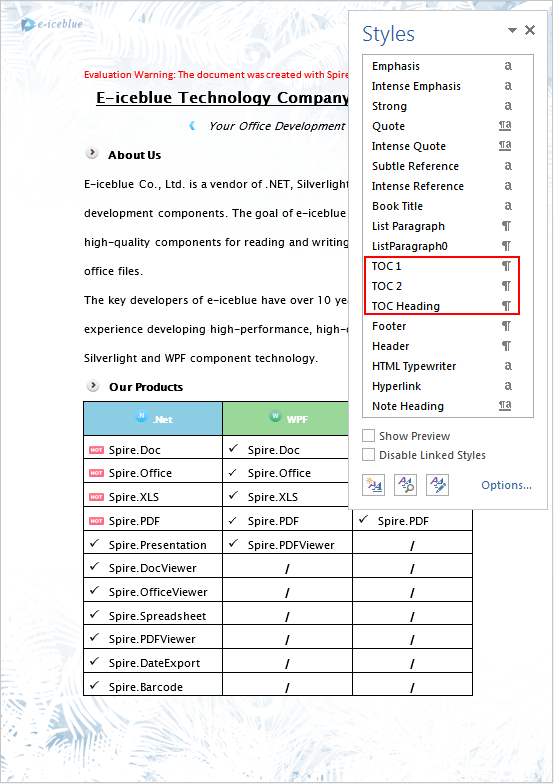 e-iceblue
Evaluation Warning: The document was created with Spire
E-iceblue Technology Company
Your Office Development
About Us
E-iceblue Co., Ltd. is a vendor of .NET, Silverlight
development components. The goal of e-iceblue
high-quality components for reading and writing
office files.
The key developers of e-iceblue have over 10
experience developing high-performance,
Silverlight and WPF component technology.
Our Products
.Net WPF
HOT Spire.Doc ✓ Spire.Doc
HOT Spire.Office ✓ Spire.Office
HOT Spire.XLS ✓ Spire.XLS
HOT Spire.PDF ✓ Spire.PDF ✓ Spire.PDF
✓ Spire.Presentation ✓ Spire.PDFViewer /
✓ Spire.DocViewer / /
✓ Spire.OfficeViewer / /
✓ Spire.Spreadsheet / /
✓ Spire.PDFViewer / /
✓ Spire.DateExport / /
✓ Spire.Barcode / /
Styles
Emphasis a
Intense Emphasis a
Strong a
Quote ¶a
Intense Quote ¶a
Subtle Reference a
Intense Reference a
Book Title a
List Paragraph ¶
ListParagraph0 ¶
TOC 1 ¶
TOC 2 ¶
TOC Heading ¶
Footer ¶
Header ¶
HTML Typewriter a
Hyperlink a
Note Heading ¶a
Show Preview
Disable Linked Styles
Options...